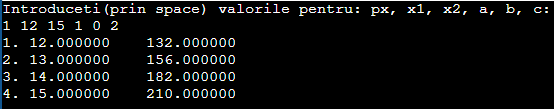 Introduceti(prin space) valorile pentru: px, x1, x2, a, b, c:
1 12 15 1 0 2
1. 12.000000 132.000000
2. 13.000000 156.000000
3. 14.000000 182.000000
4. 15.000000 210.000000